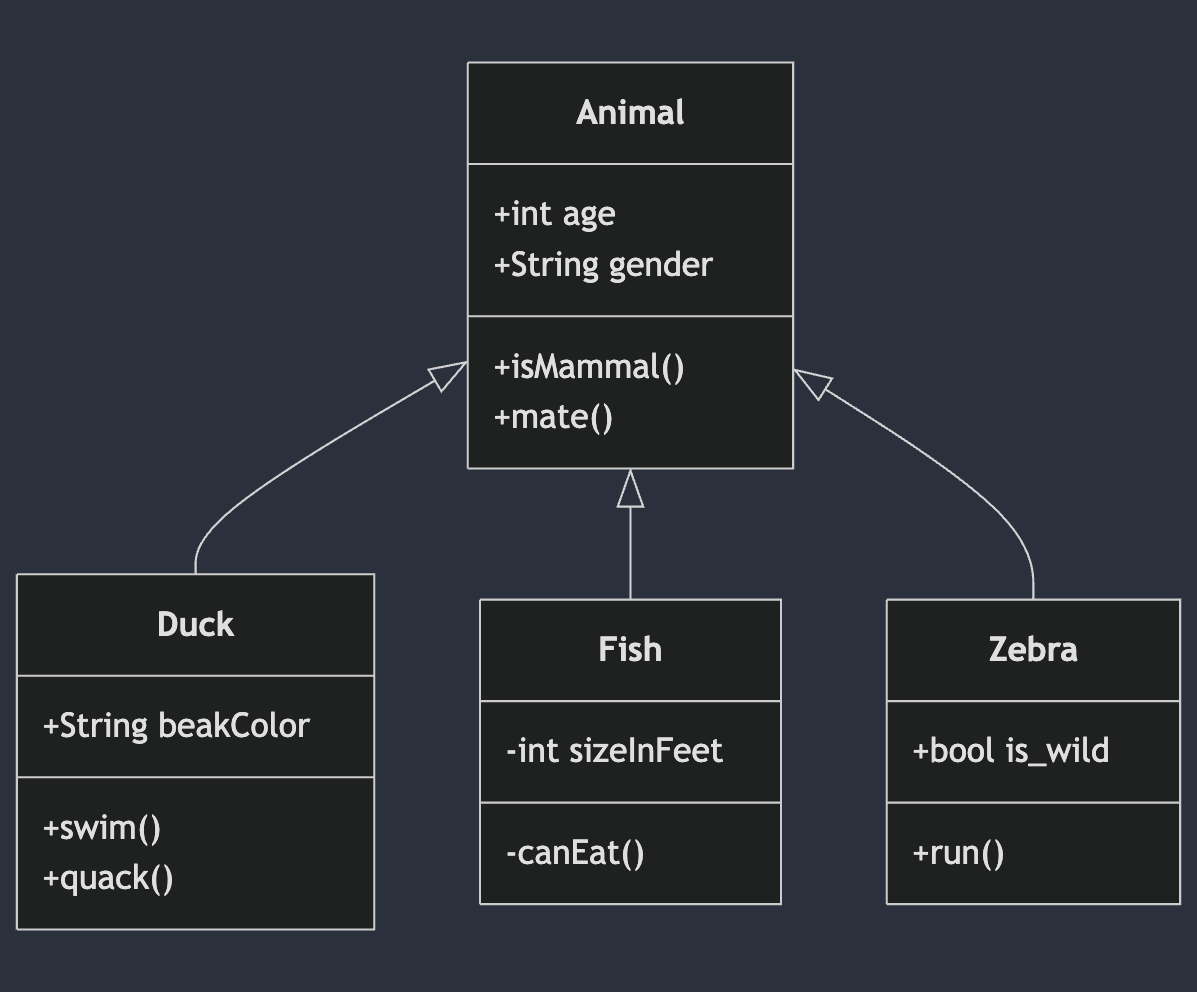 Animal
+int age
+String gender
+isMammal()
+mate()
Duck
+String beakColor
+swim()
+quack()
Fish
-int sizeInFeet
-canEat()
Zebra
+bool is_wild
+run()